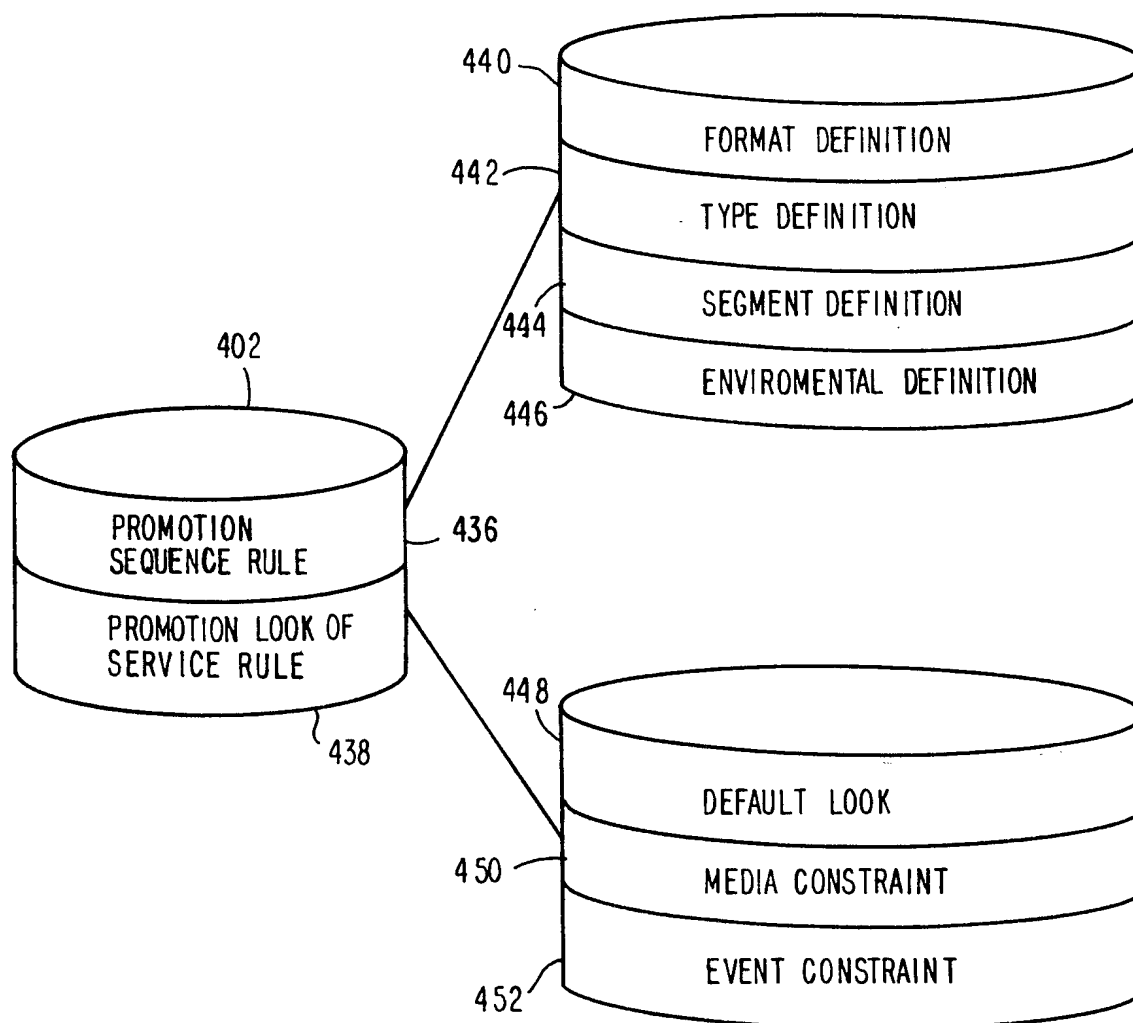 440
FORMAT DEFINITION
442
TYPE DEFINITION
444
SEGMENT DEFINITION
446
ENVIROMENTAL DEFINITION
402
PROMOTION
SEQUENCE RULE
436
PROMOTION LOOK OF
SERVICE RULE
438
448
DEFAULT LOOK
450
MEDIA CONSTRAINT
452
EVENT CONSTRAINT